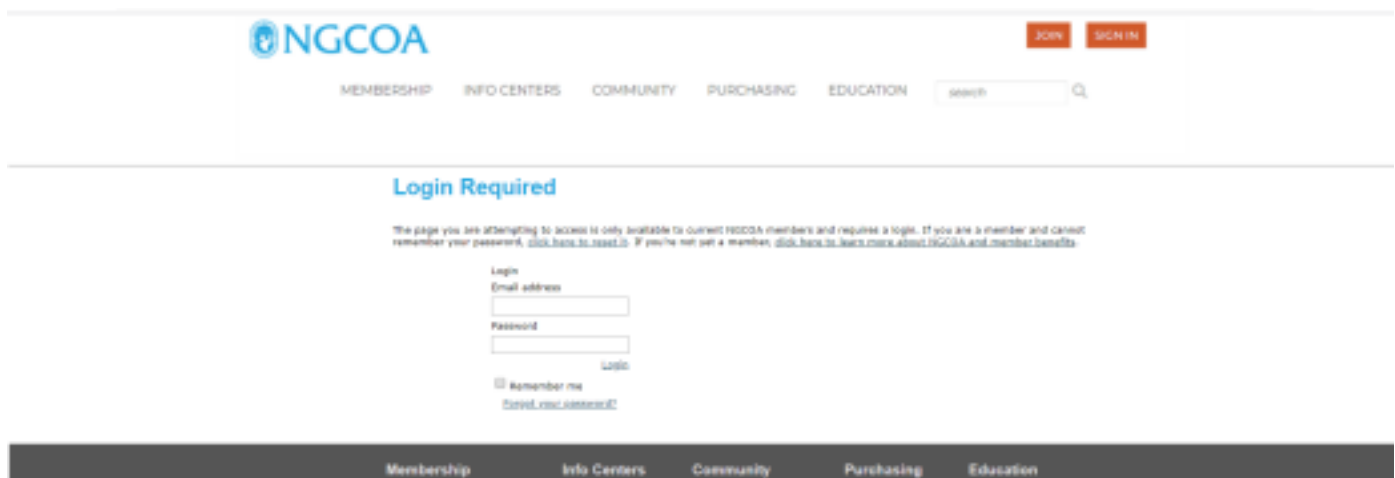 NGCOA
JOIN SIGN IN
MEMBERSHIP INFO CENTERS COMMUNITY PURCHASING EDUCATION search
Login Required
The page you are attempting to access is only available to current NGCOA members and requires a login. If you are a member and cannot
remember your password, click here to reset it. If you're not yet a member, click here to learn more about NGCOA and member benefits.
Login
Email address
Password
Login
Remember me
Forgot your password?
Membership Info Centers Community Purchasing Education